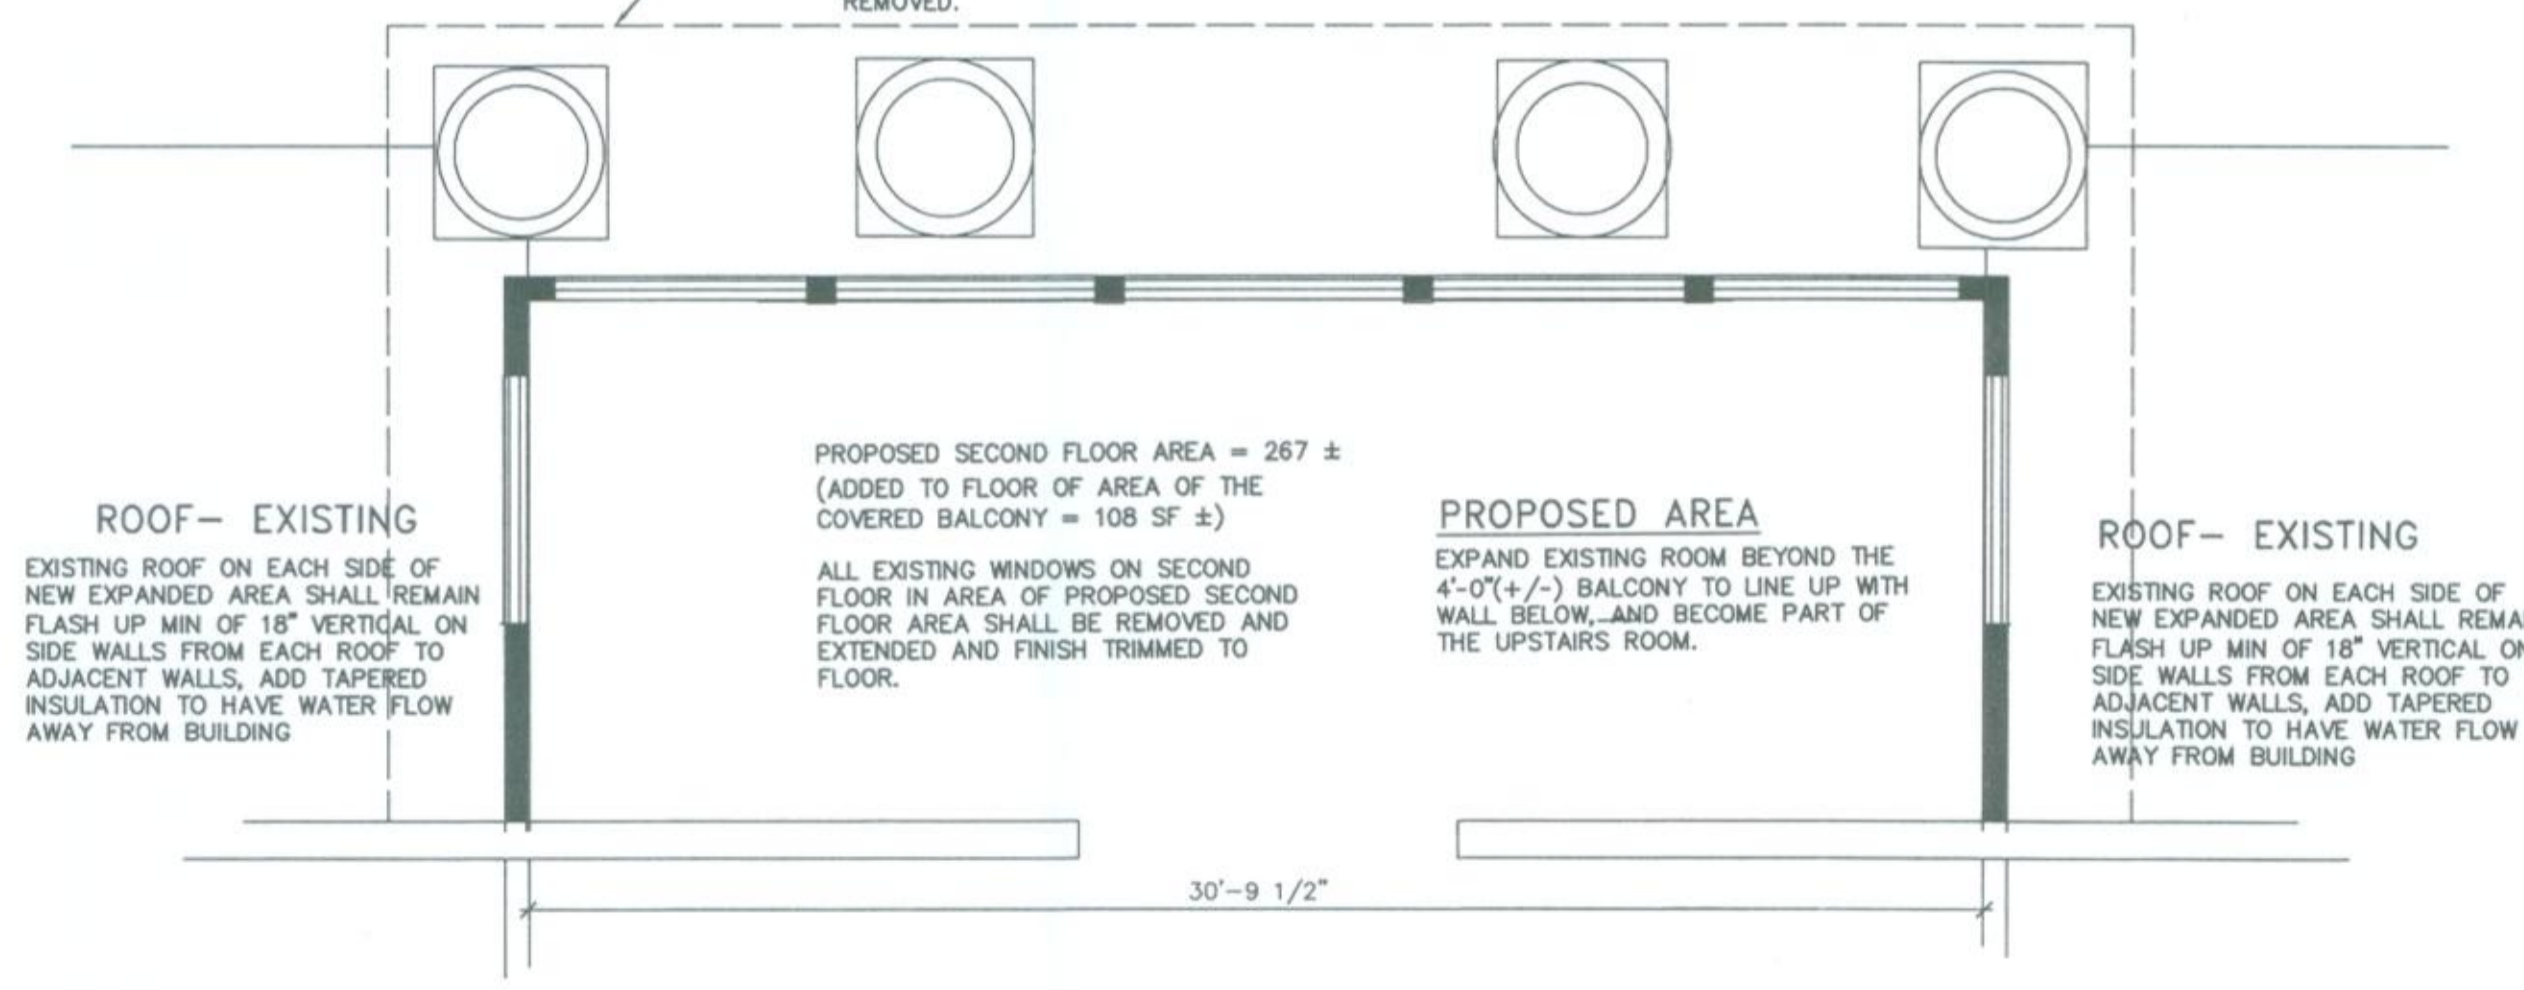 REMOVED.
PROPOSED SECOND FLOOR AREA = 267 ±
(ADDED TO FLOOR OF AREA OF THE
COVERED BALCONY = 108 SF ±)
ALL EXISTING WINDOWS ON SECOND
FLOOR IN AREA OF PROPOSED SECOND
FLOOR AREA SHALL BE REMOVED AND
EXTENDED AND FINISH TRIMMED TO
FLOOR.
PROPOSED AREA
EXPAND EXISTING ROOM BEYOND THE
4'-0"(+/-) BALCONY TO LINE UP WITH
WALL BELOW, AND BECOME PART OF
THE UPSTAIRS ROOM.
ROOF- EXISTING
EXISTING ROOF ON EACH SIDE OF
NEW EXPANDED AREA SHALL REMAIN
FLASH UP MIN OF 18" VERTICAL ON
SIDE WALLS FROM EACH ROOF TO
ADJACENT WALLS, ADD TAPERED
INSULATION TO HAVE WATER FLOW
AWAY FROM BUILDING
ROOF- EXISTING
EXISTING ROOF ON EACH SIDE OF
NEW EXPANDED AREA SHALL REMA
FLASH UP MIN OF 18" VERTICAL ON
SIDE WALLS FROM EACH ROOF TO
ADJACENT WALLS, ADD TAPERED
INSULATION TO HAVE WATER FLOW
AWAY FROM BUILDING
30'-9 1/2"